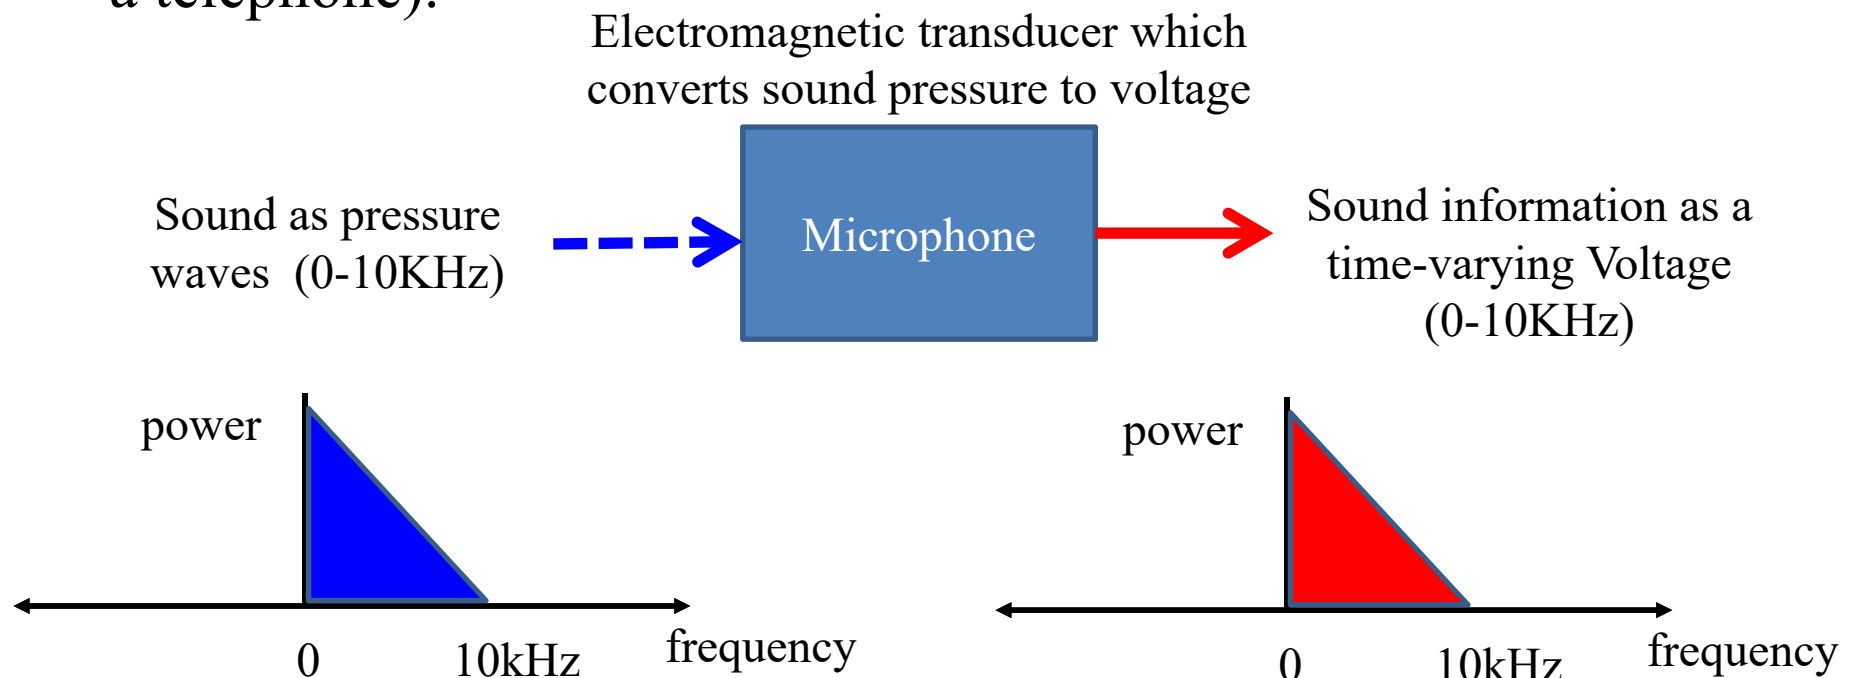 a telephone).
Electromagnetic transducer which
converts sound pressure to voltage
Sound as pressure
waves (0-10KHz)
Microphone
Sound information as a
time-varying Voltage
(0-10KHz)
power
0
10kHz
frequency
power
0
10kHz
frequency